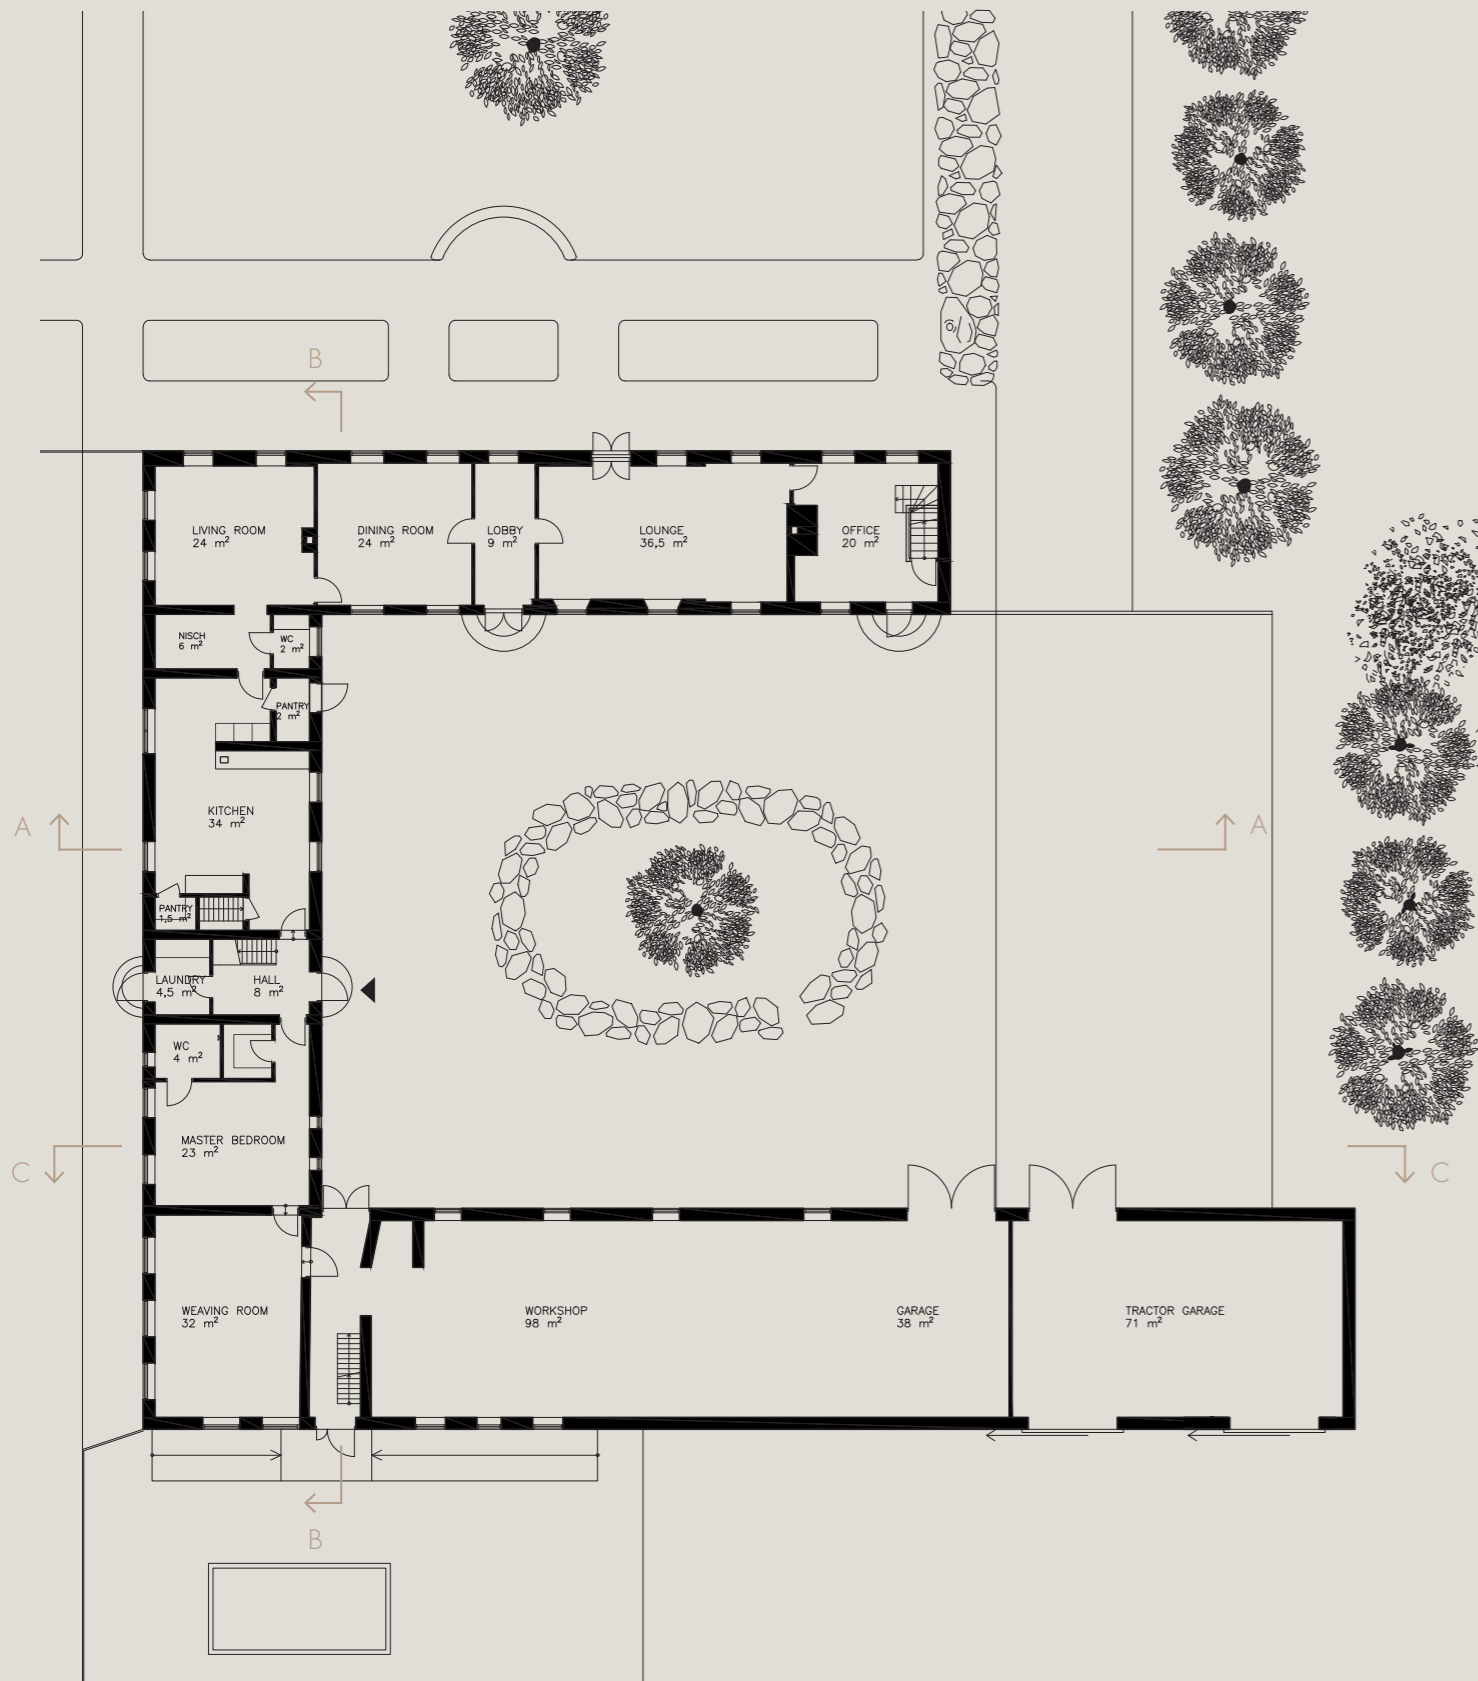 B
LIVING ROOM
24 m²
DINING ROOM
24 m²
LOBBY
9 m²
LOUNGE
36,5 m²
OFFICE
20 m²
NISCH
6 m²
WC
2 m²
PANTRY
2 m²
KITCHEN
34 m²
A
A
PANTRY
1,5 m²
LAUNDRY
4,5 m²
HALL
8 m²
WC
4 m²
MASTER BEDROOM
23 m²
C
C
WEAVING ROOM
32 m²
WORKSHOP
98 m²
GARAGE
38 m²
TRACTOR GARAGE
71 m²
B